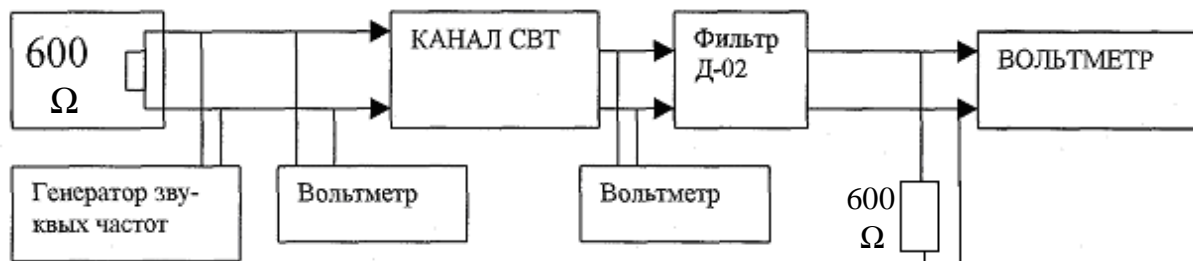 600
Ω
КАНАЛ СВТ
Фильтр
Д-02
ВОЛЬТМЕТР
Генератор зву-
квых частот
Вольтметр
Вольтметр
600
Ω